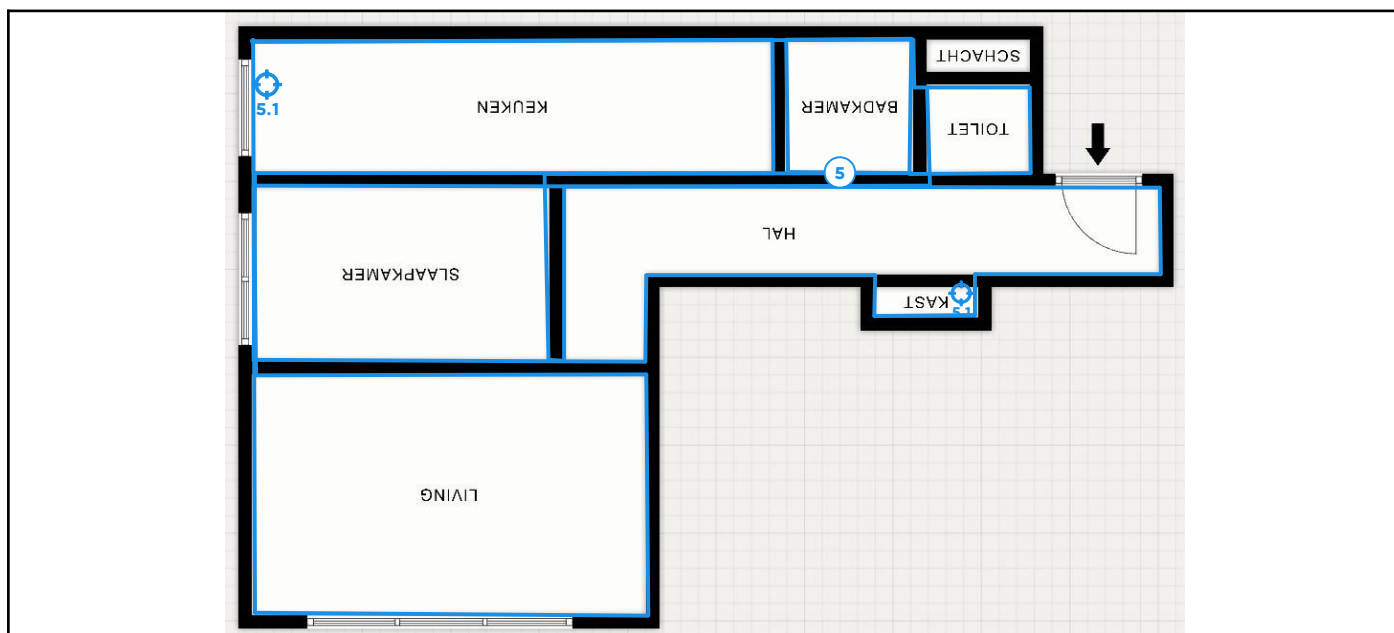 SCHACHT
5.1
KEUKEN
BADKAMER
TOILET
5
HAL
SLAAPKAMER
KAST
5.1
LIVING